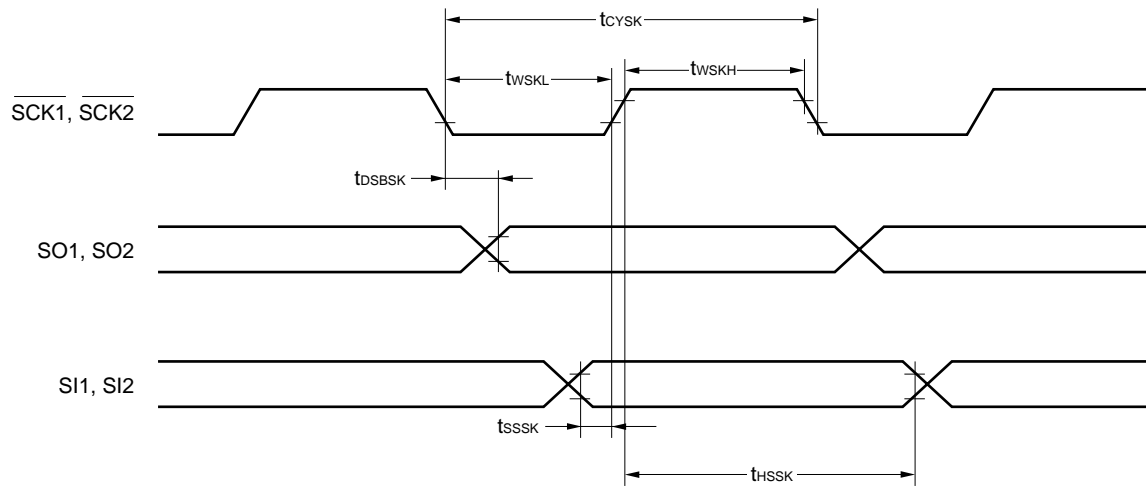 tCYSK
tWSKL
tWSKH
SCK1, SCK2
tDSBSK
SO1, SO2
SI1, SI2
tSSSK
tHSSK